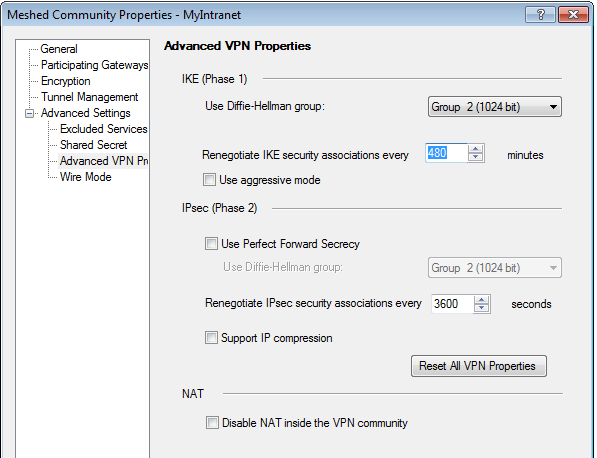 Meshed Community Properties - MyIntranet
General
Participating Gateways
Encryption
Tunnel Management
Advanced Settings
Excluded Services
Shared Secret
Advanced VPN Pr
Wire Mode
Advanced VPN Properties
IKE (Phase 1)
Use Diffie-Hellman group: Group 2 (1024 bit)
Renegotiate IKE security associations every 480 minutes
Use aggressive mode
IPsec (Phase 2)
Use Perfect Forward Secrecy
Use Diffie-Hellman group: Group 2 (1024 bit)
Renegotiate IPsec security associations every 3600 seconds
Support IP compression
Reset All VPN Properties
NAT
Disable NAT inside the VPN community